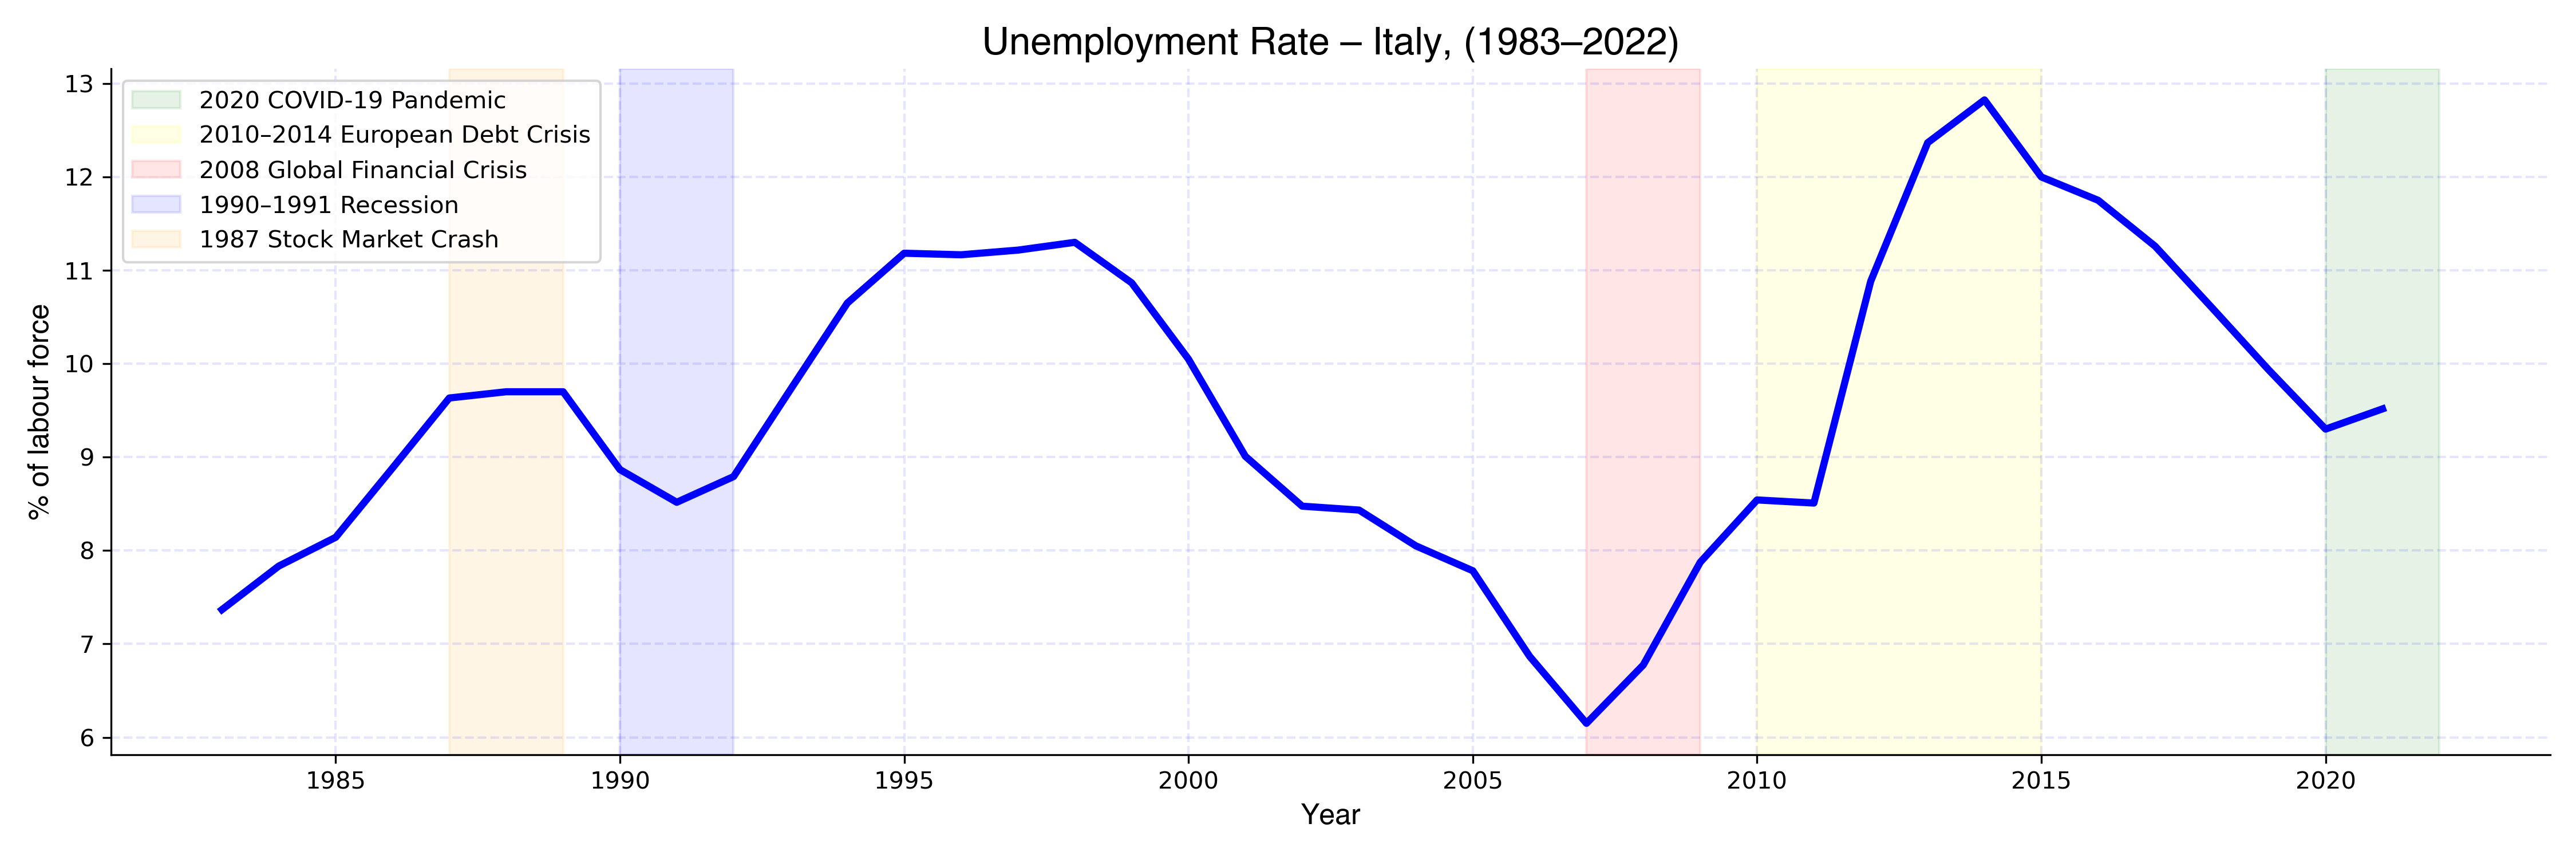 Unemployment Rate – Italy, (1983–2022)
2020 COVID-19 Pandemic
2010–2014 European Debt Crisis
2008 Global Financial Crisis
1990–1991 Recession
1987 Stock Market Crash
% of labour force
13
12
11
10
9
8
7
6
1985 1990 1995 2000 2005 2010 2015 2020
Year